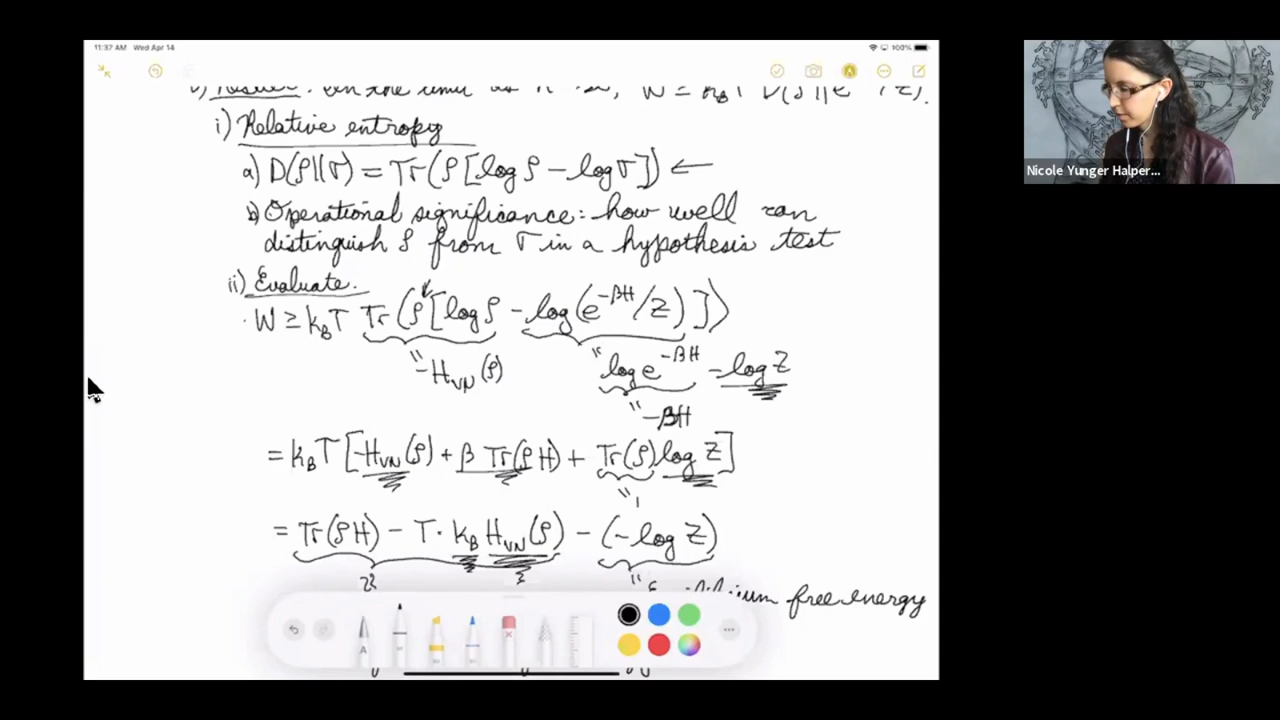 11:37 AM Wed Apr 14
100%
Nicole Yunger Halper...
W ≥ k_B T D(ρ||e
i) Relative entropy
a) D(ρ||σ) = Tr(ρ[log ρ − log σ]) ←
b) Operational significance: how well can
distinguish ρ from σ in a hypothesis test
ii) Evaluate.
· W ≥ k_B T Tr(ρ[log ρ − log(e^{−βH}/Z)])
" −H_VN(ρ) " log e^{−βH} − log Z
" −βH
= k_B T [−H_VN(ρ) + β Tr(ρH) + Tr(ρ) log Z]
" 1
= Tr(ρH) − T · k_B H_VN(ρ) − (−log Z)
free energy
A